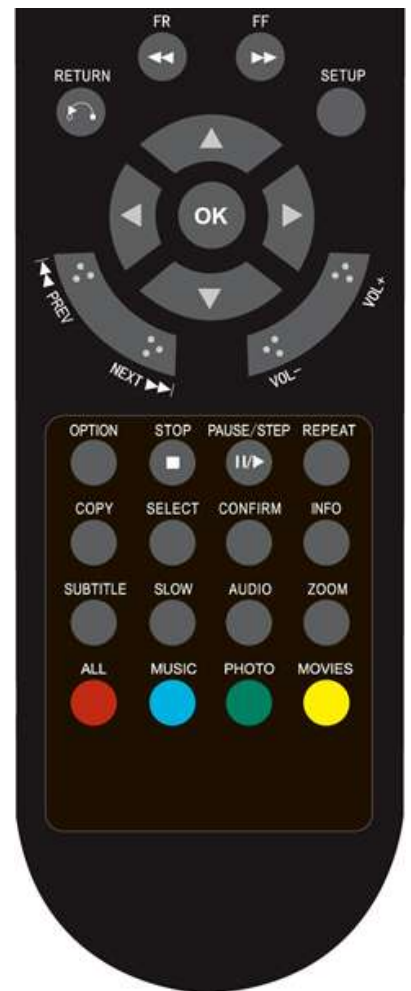 FR FF
RETURN SETUP
OK
PREV VOL+
NEXT VOL-
OPTION STOP PAUSE/STEP REPEAT
COPY SELECT CONFIRM INFO
SUBTITLE SLOW AUDIO ZOOM
ALL MUSIC PHOTO MOVIES